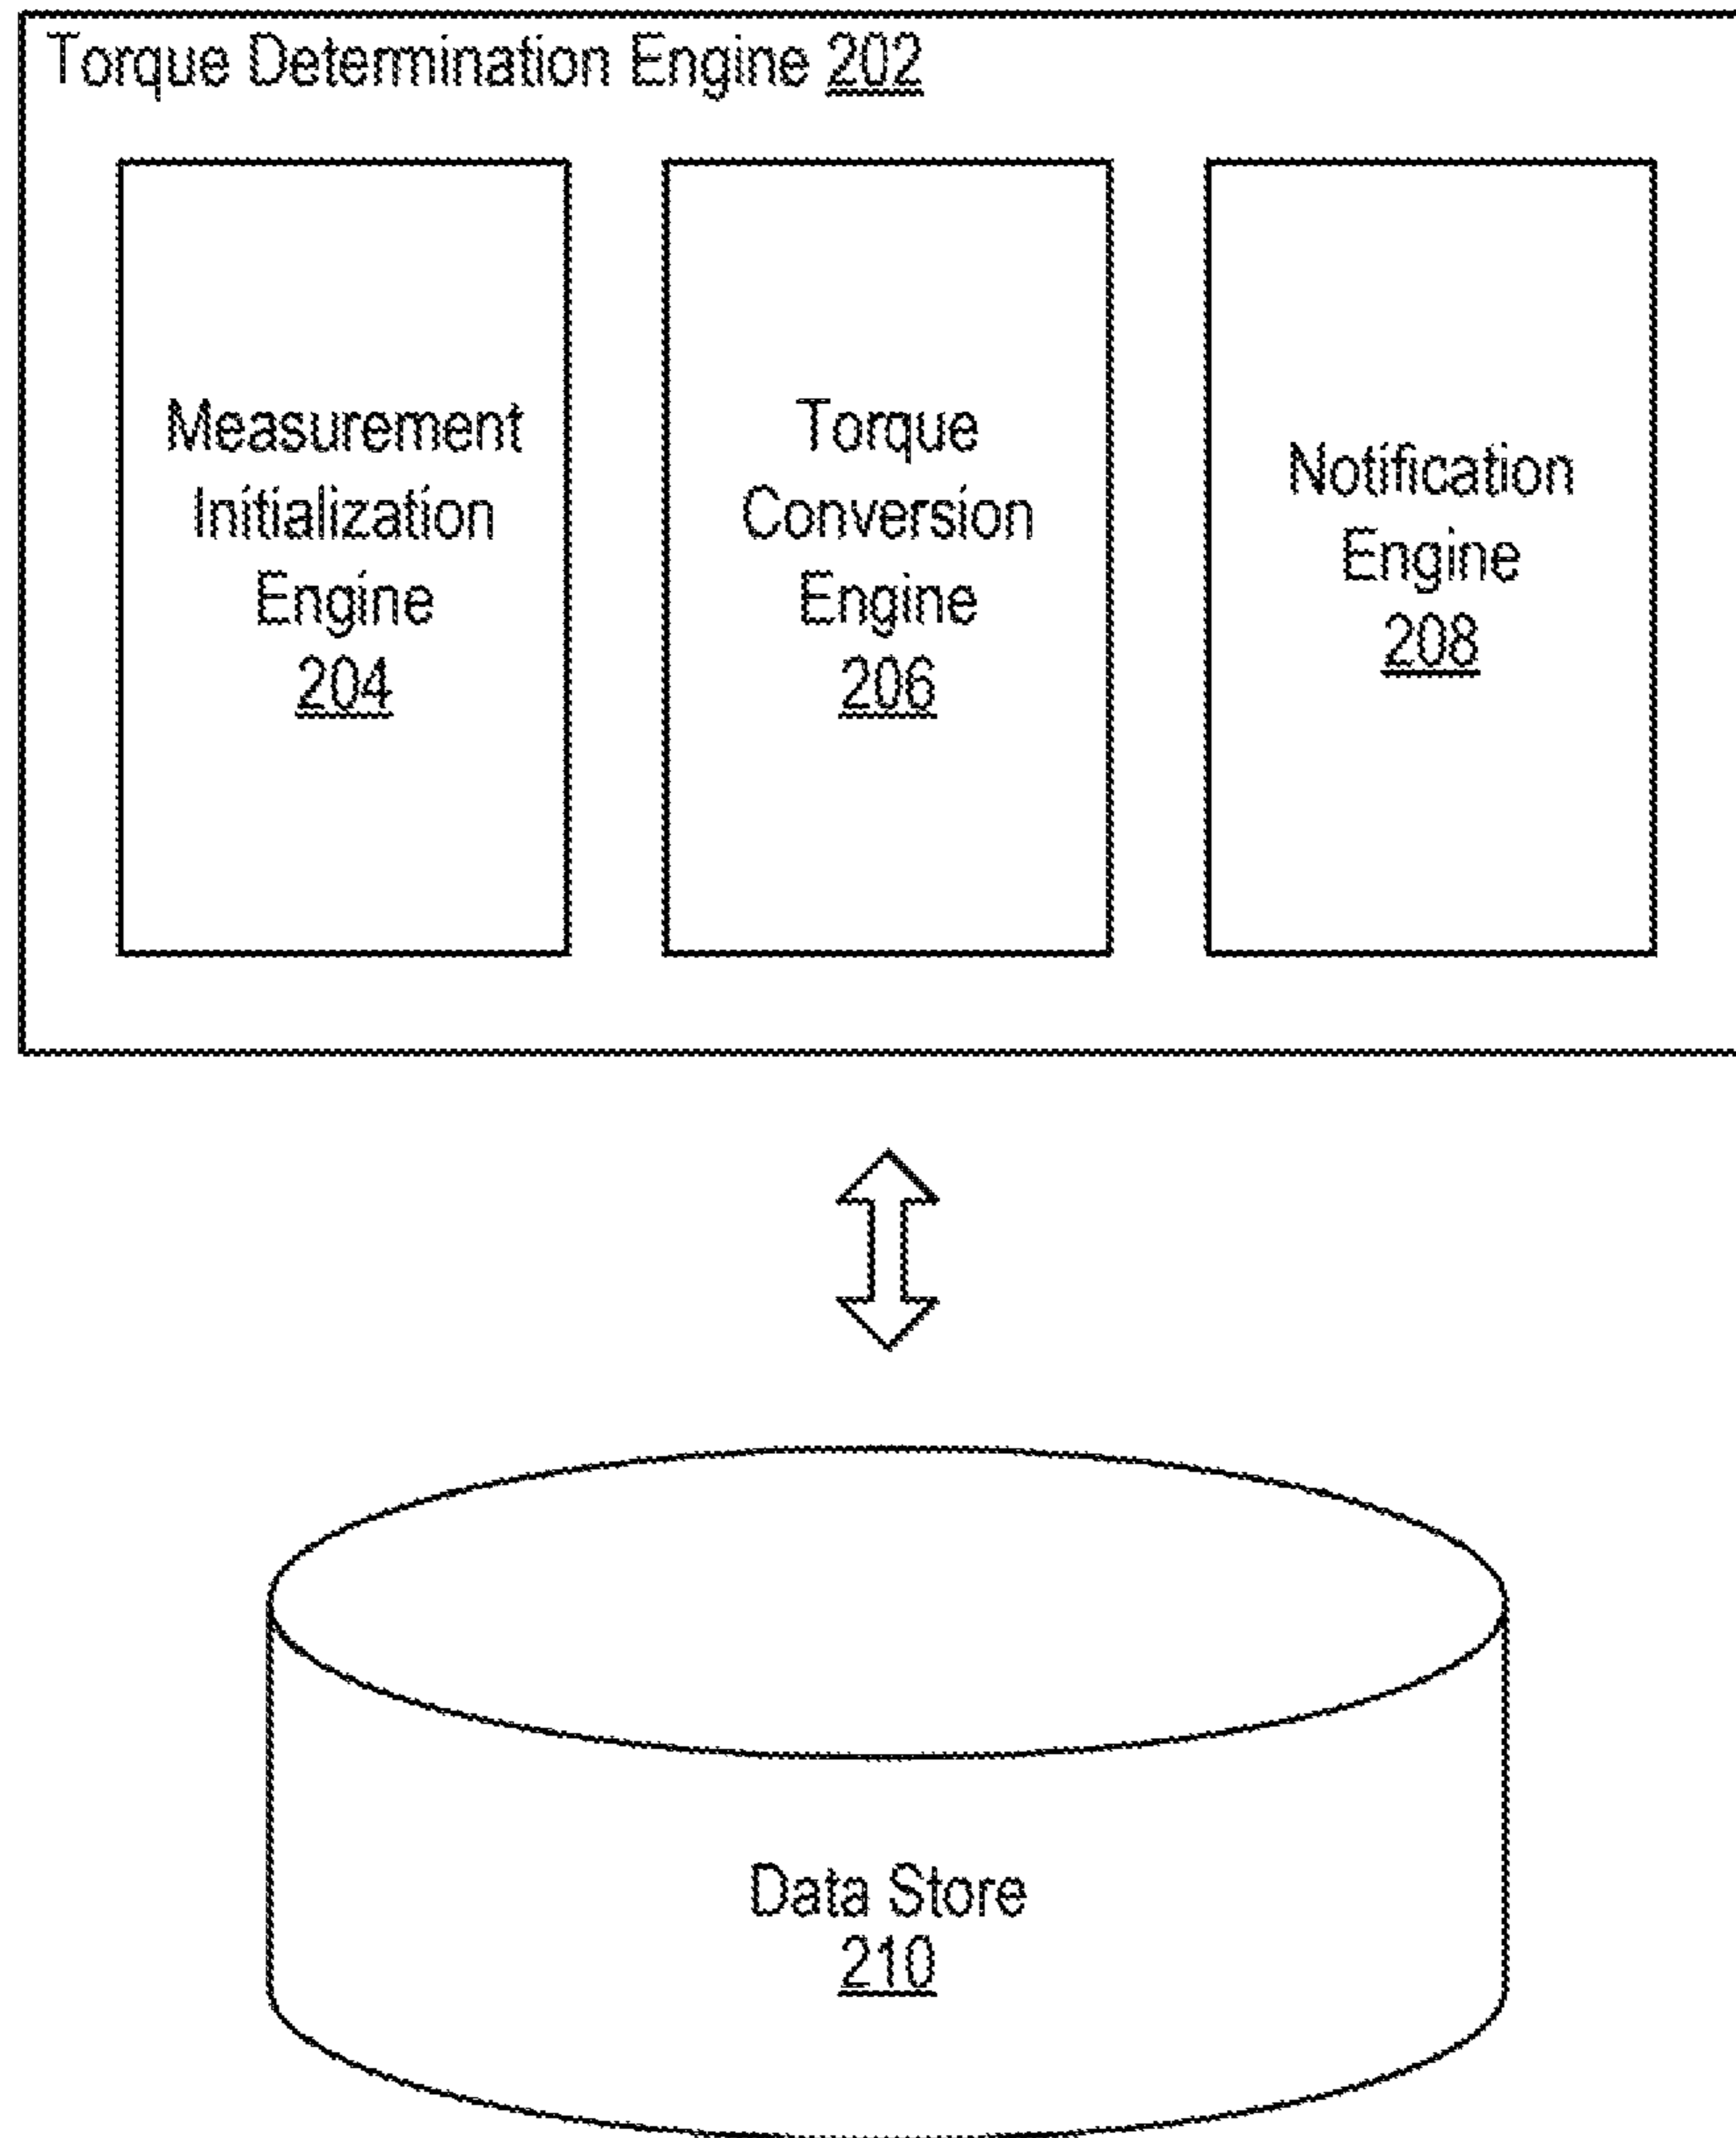 Torque Determination Engine 202
Measurement
Initialization
Engine
204
Torque
Conversion
Engine
206
Notification
Engine
208
Data Store
210